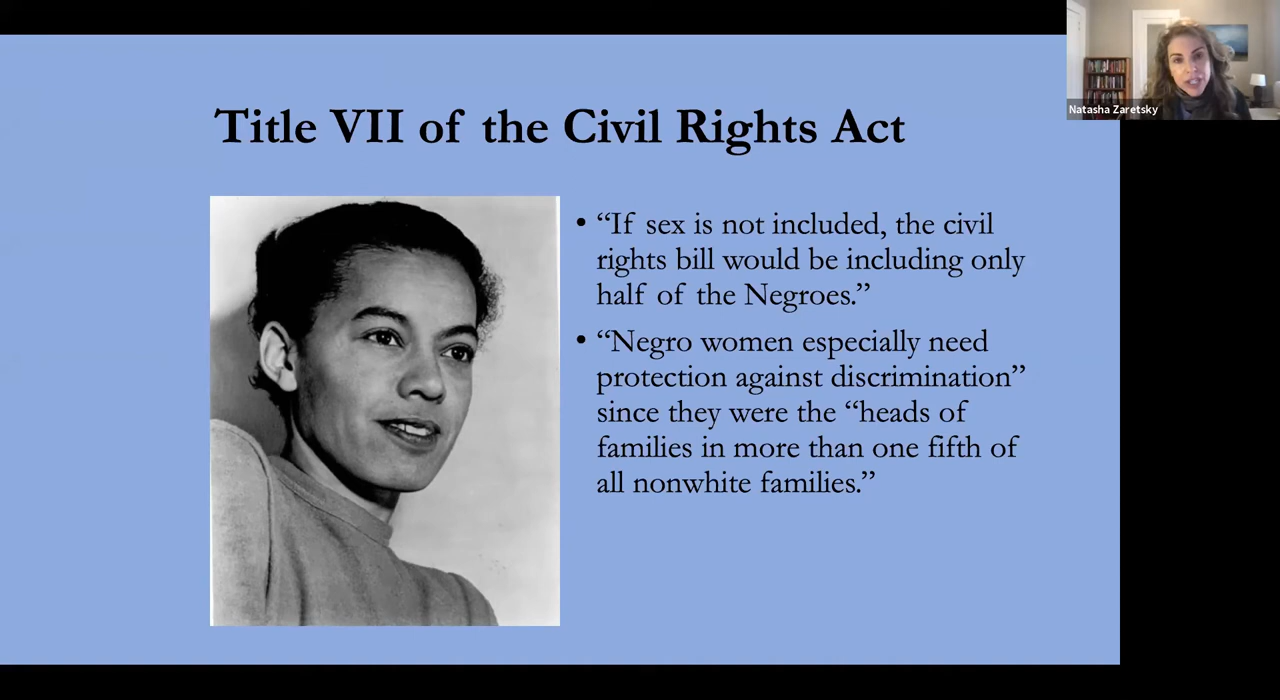 Natasha Zaretsky
Title VII of the Civil Rights Act
• “If sex is not included, the civil
rights bill would be including only
half of the Negroes.”
• “Negro women especially need
protection against discrimination”
since they were the “heads of
families in more than one fifth of
all nonwhite families.”